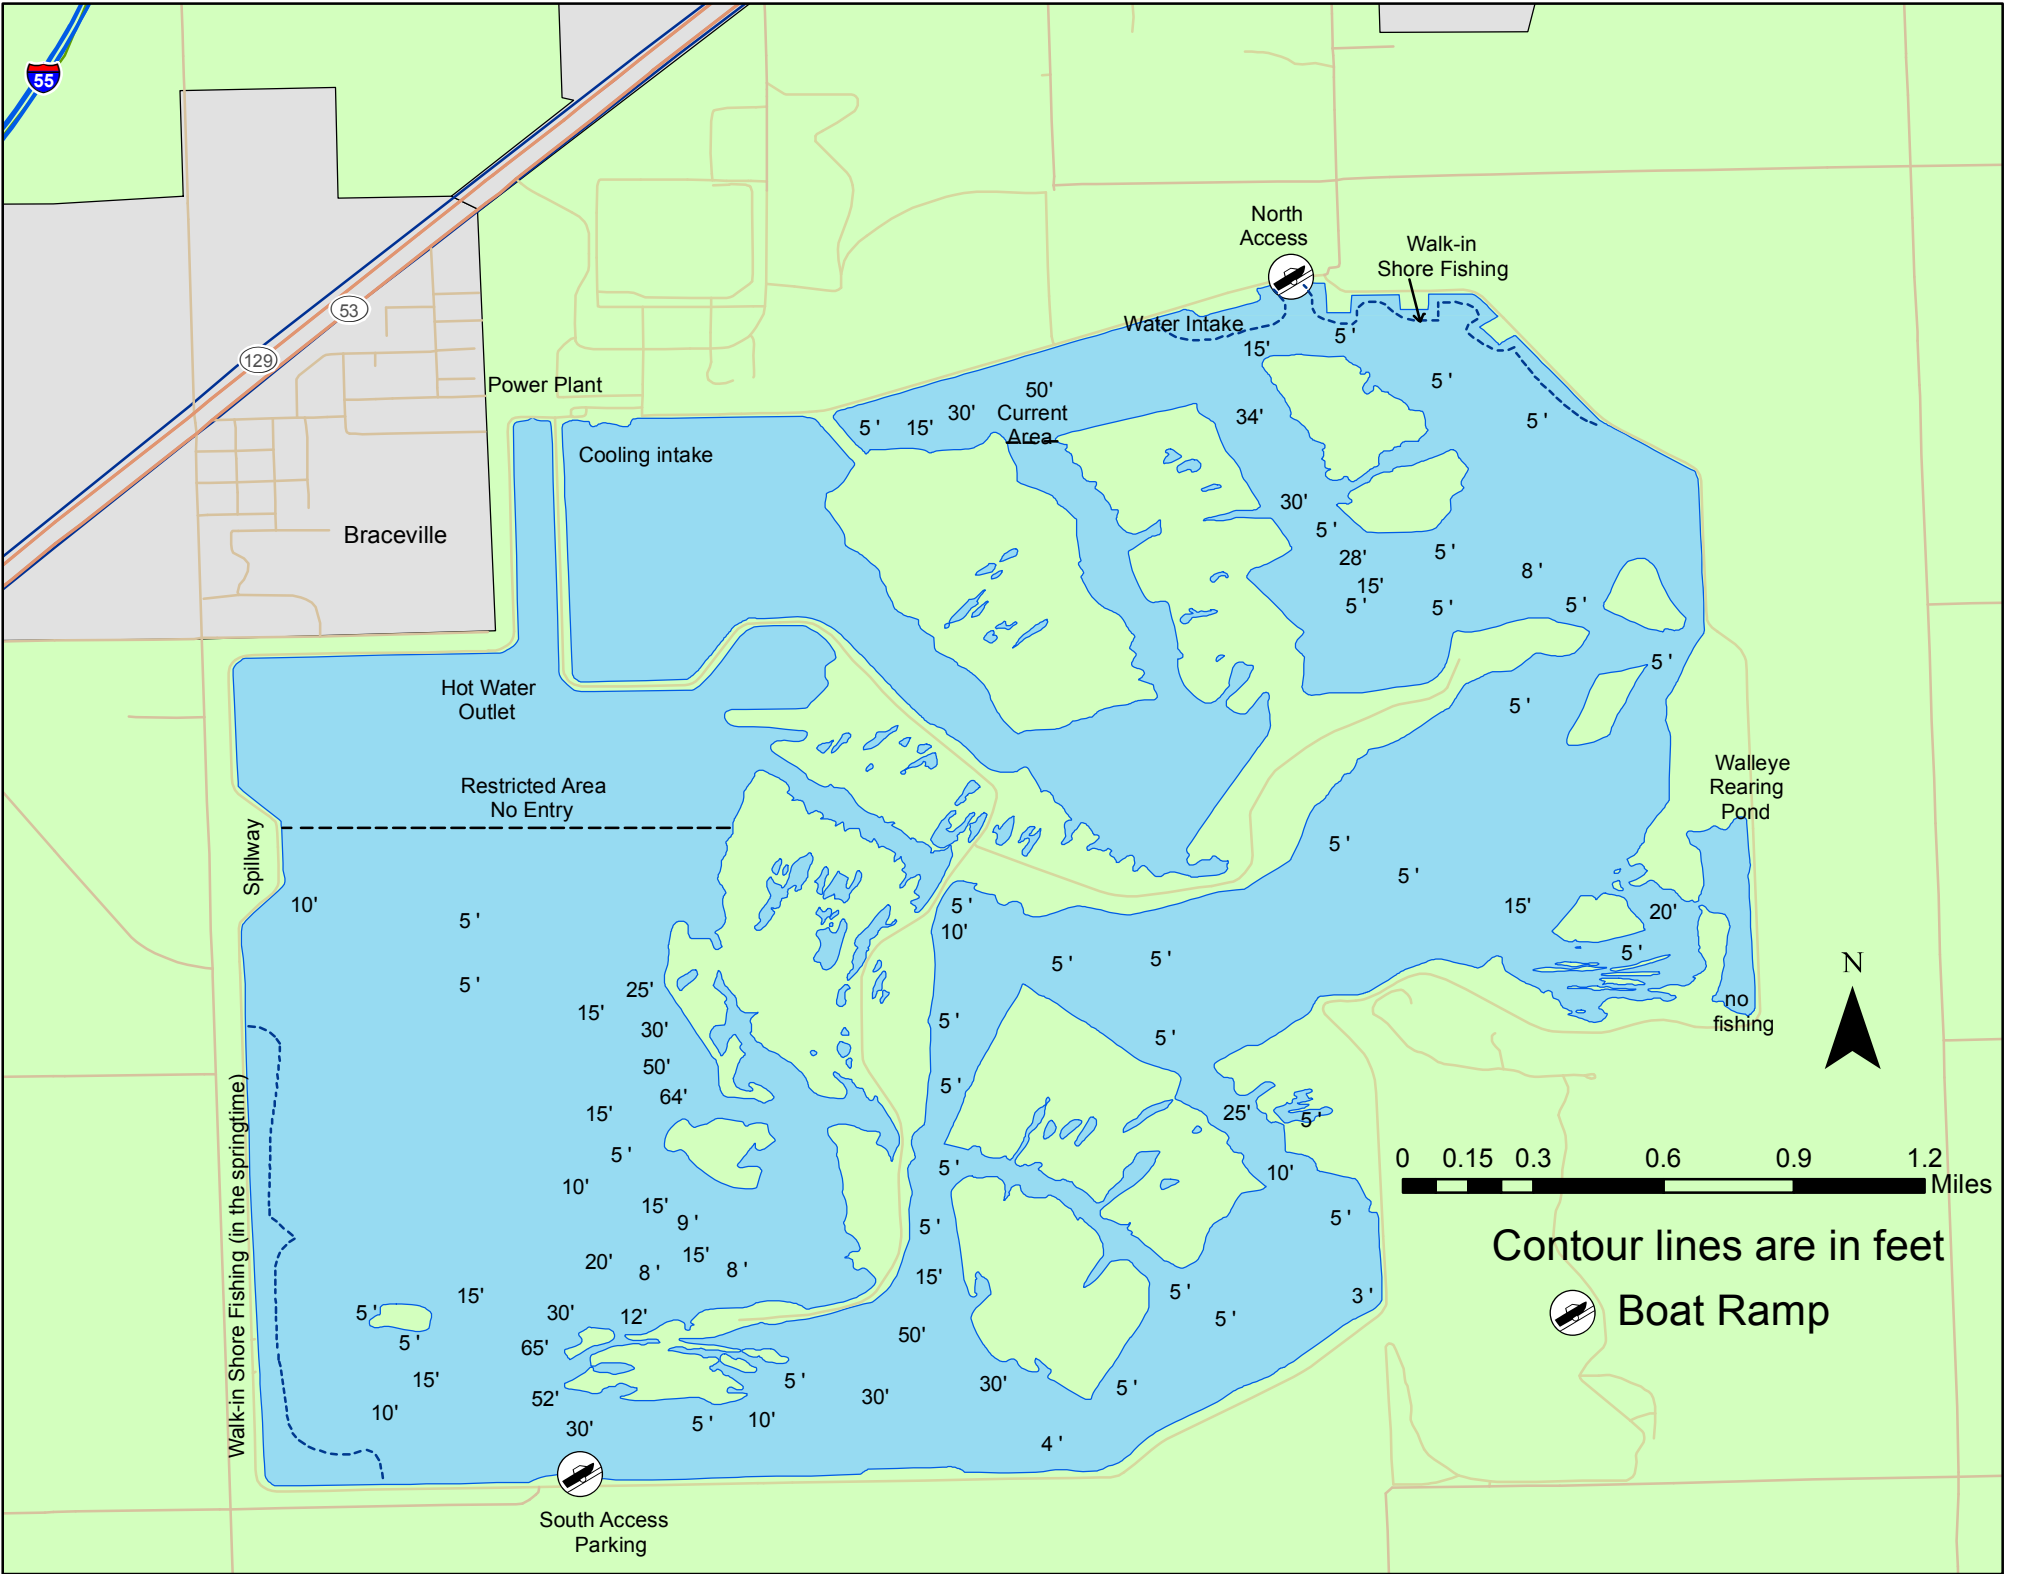 55
North
Access
Walk-in
Shore Fishing
53
Water Intake
5 '
15'
129
Power Plant
50'
5 '
Current
Area
30'
15'
5 '
34'
5 '
Cooling intake
30'
Braceville
5 '
28'
5 '
8 '
15'
5 '
5 '
5 '
5 '
Hot Water
Outlet
5 '
Walleye
Rearing
Pond
Restricted Area
No Entry
Spillway
5 '
5 '
10'
5 '
5 '
10'
15'
20'
5 '
5 '
5 '
N
5 '
25'
15'
30'
5 '
5 '
no
fishing
50'
64'
5 '
15'
25'
5 '
5 '
5 '
10'
10'
0 0.15 0.3 0.6 0.9 1.2
Miles
Walk-in Shore Fishing (in the springtime)
15'
9 '
5 '
5 '
Contour lines are in feet
20'
8 '
15'
8 '
15'
5 '
15'
5 '
30'
12'
5 '
3 '
Boat Ramp
5 '
65'
50'
15'
52'
5 '
30'
30'
5 '
10'
30'
5 '
10'
4 '
South Access
Parking